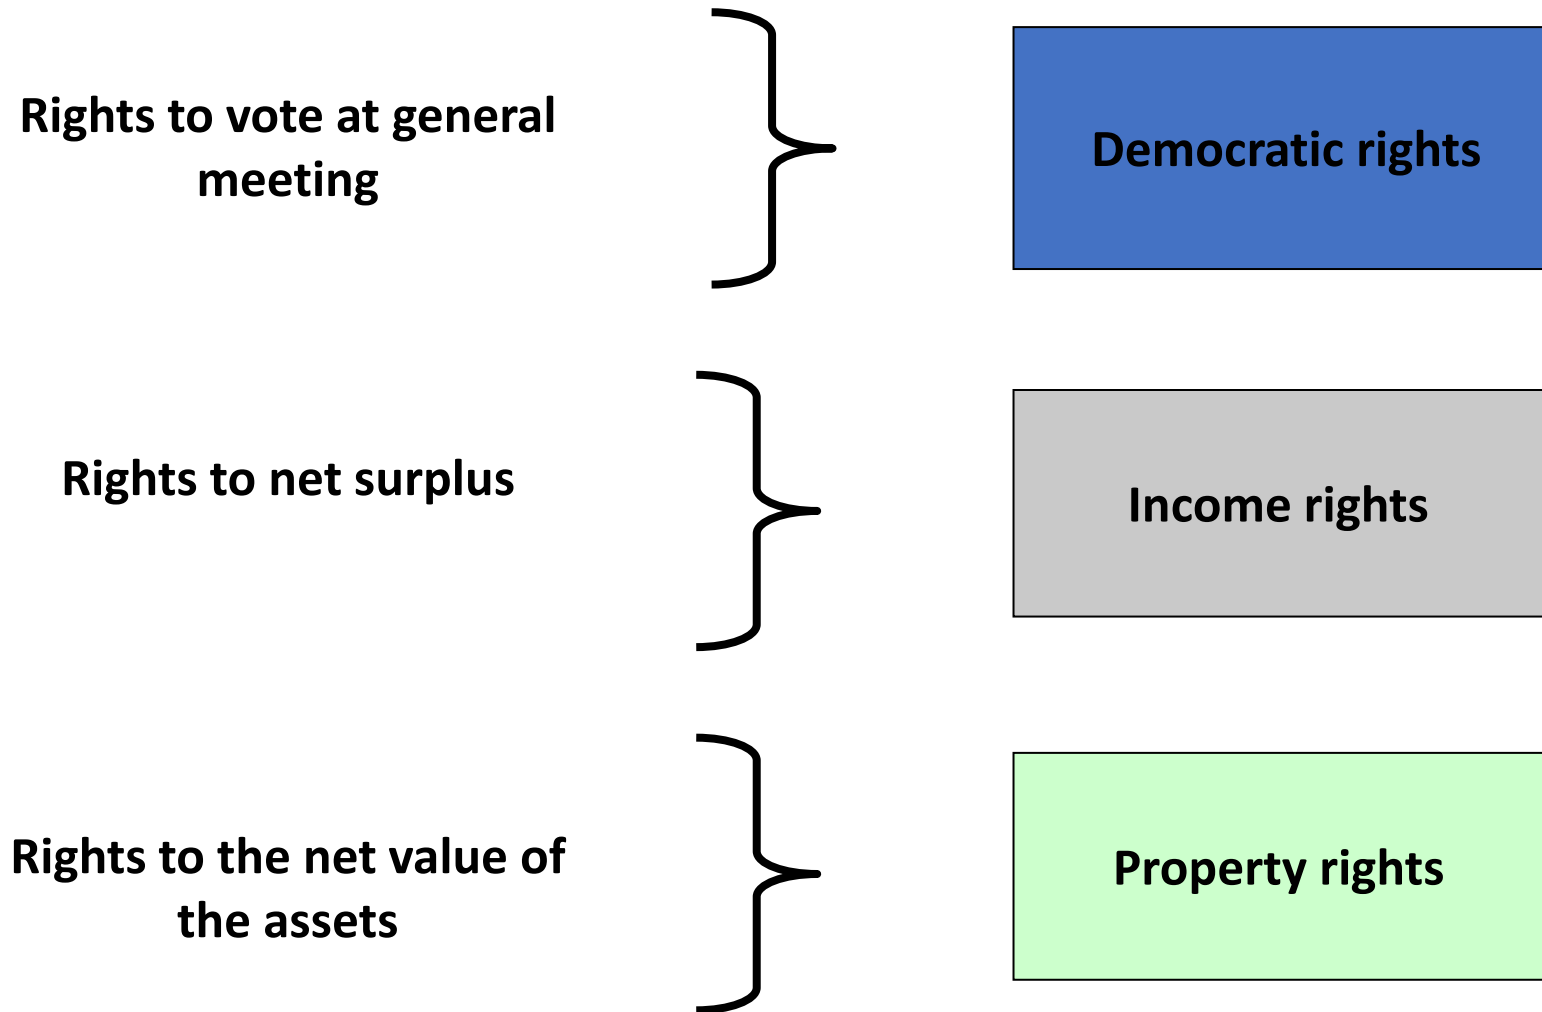 Rights to vote at general
meeting
Democratic rights
Rights to net surplus
Income rights
Rights to the net value of
the assets
Property rights